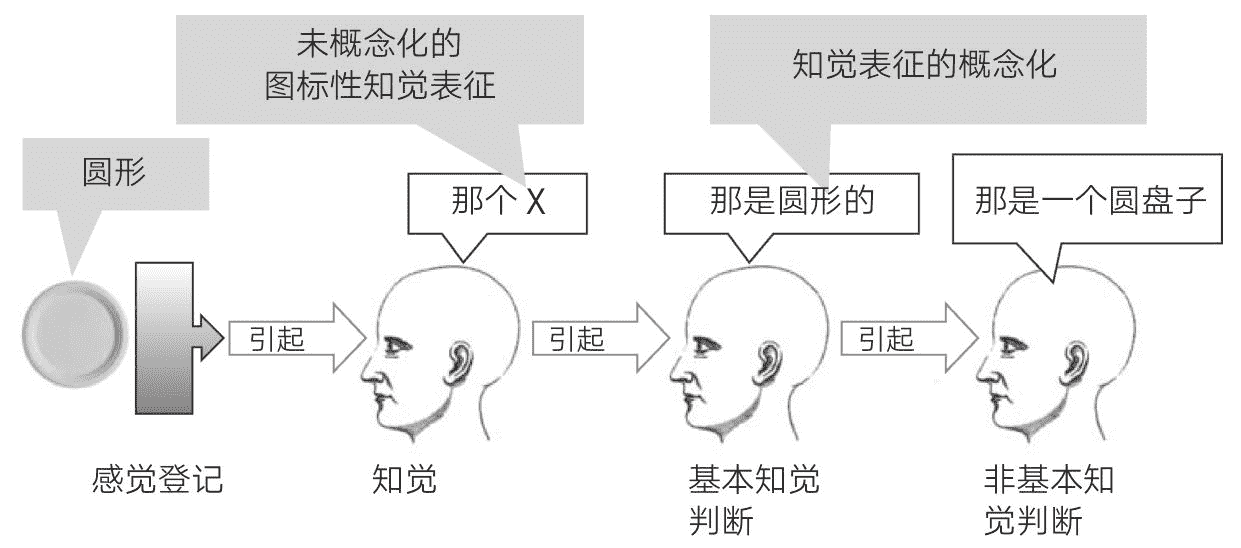 未概念化的
图标性知觉表征
知觉表征的概念化
圆形
那个 X
那是圆形的
那是一个圆盘子
引起
引起
引起
感觉登记
知觉
基本知觉
判断
非基本知
觉判断